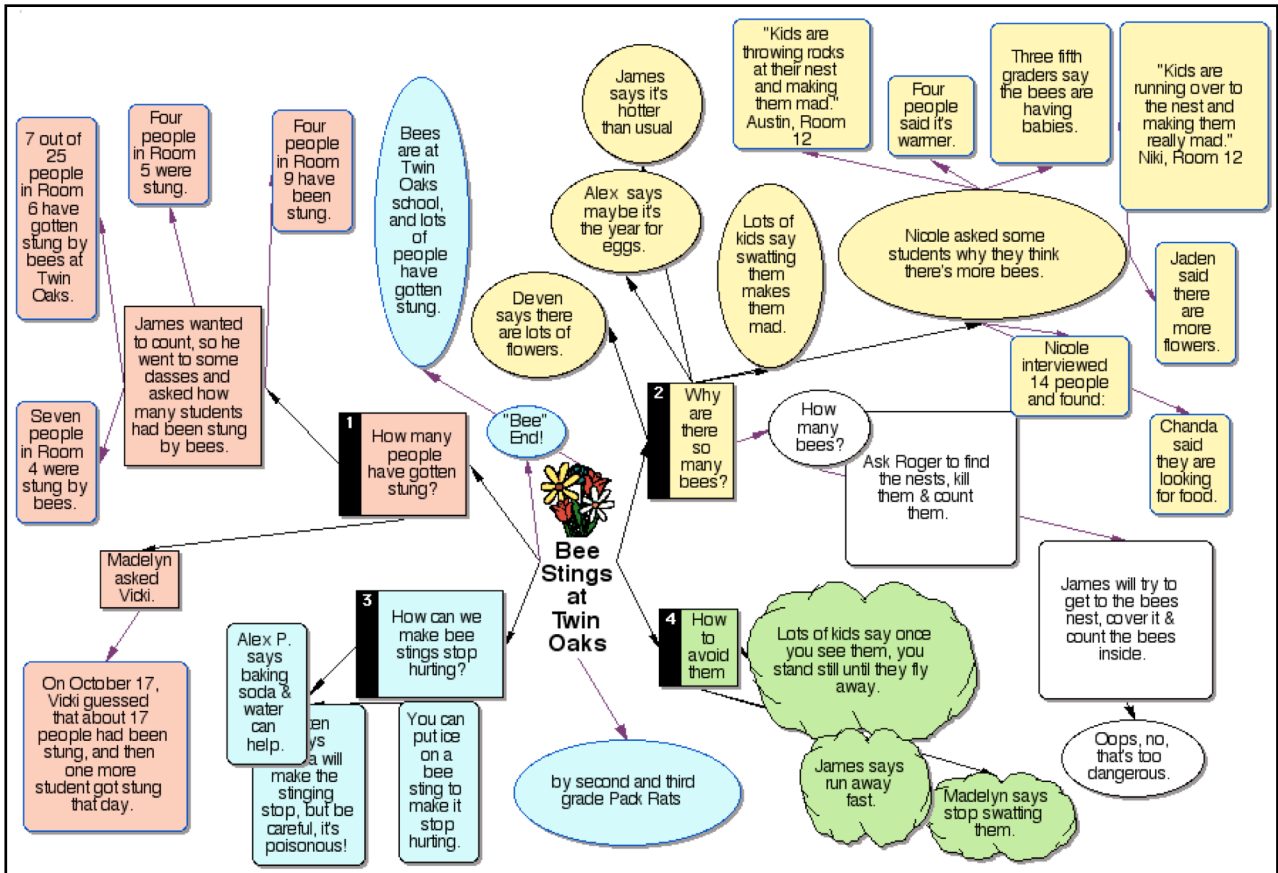 Bee
Stings
at
Twin
Oaks
1
How many
people
have gotten
stung?
James wanted
to count, so he
went to some
classes and
asked how
many students
had been stung
by bees.
7 out of
25
people
in Room
6 have
gotten
stung by
bees at
Twin
Oaks.
Four
people
in Room
5 were
stung.
Four
people
in Room
9 have
been
stung.
Seven
people
in Room
4 were
stung by
bees.
Madelyn
asked
Vicki.
On October 17,
Vicki guessed
that about 17
people had been
stung, and then
one more
student got stung
that day.
"Bee"
End!
Bees
are at
Twin
Oaks
school,
and lots
of
people
have
gotten
stung.
2
Why
are
there
so
many
bees?
Deven
says there
are lots of
flowers.
Alex says
maybe it's
the year for
eggs.
James
says it's
hotter
than usual
Lots of
kids say
swatting
them
makes
them
mad.
Nicole asked some
students why they think
there's more bees.
"Kids are
throwing rocks
at their nest
and making
them mad."
Austin, Room
12
Four
people
said it's
warmer.
Three fifth
graders say
the bees are
having
babies.
"Kids are
running over to
the nest and
making them
really mad."
Niki, Room 12
Jaden
said
there
are
more
flowers.
Nicole
interviewed
14 people
and found:
Chanda
said
they are
looking
for food.
How
many
bees?
Ask Roger to find
the nests, kill
them & count
them.
James will try to
get to the bees
nest, cover it &
count the bees
inside.
Oops, no,
that's too
dangerous.
3
How can we
make bee
stings stop
hurting?
Alex P.
says
baking
soda &
water
can
help.
will
make the
stinging
stop, but be
careful, it's
poisonous!
You can
put ice
on a
bee
sting to
make it
stop
hurting.
4
How
to
avoid
them
Lots of kids say once
you see them, you
stand still until they fly
away.
James says
run away
fast.
Madelyn says
stop swatting
them.
by second and third
grade Pack Rats